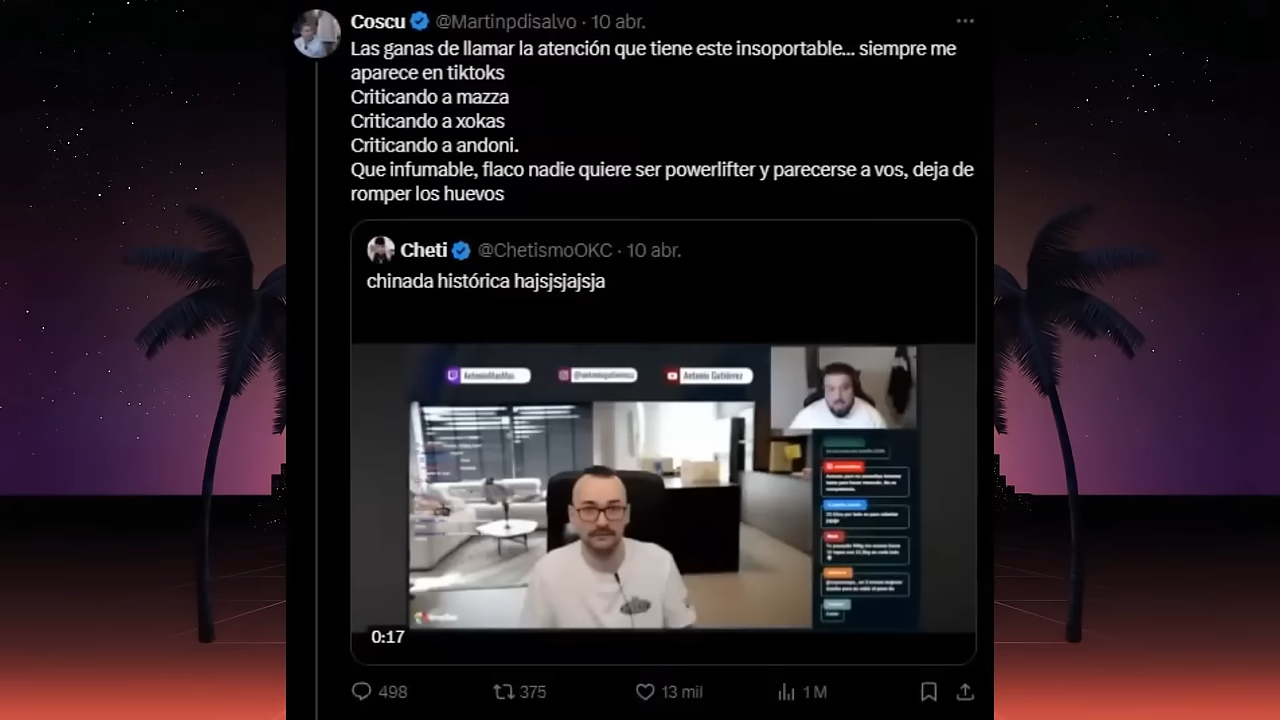 Coscu @Martinpdisalvo · 10 abr.
Las ganas de llamar la atención que tiene este insoportable... siempre me
aparece en tiktoks
Criticando a mazza
Criticando a xokas
Criticando a andoni.
Que infumable, flaco nadie quiere ser powerlifter y parecerse a vos, deja de
romper los huevos
Cheti @ChetismoOKC · 10 abr.
chinada histórica hajsjsjajsja
Antonio Gutiérrez
0:17
498 375 13 mil 1 M